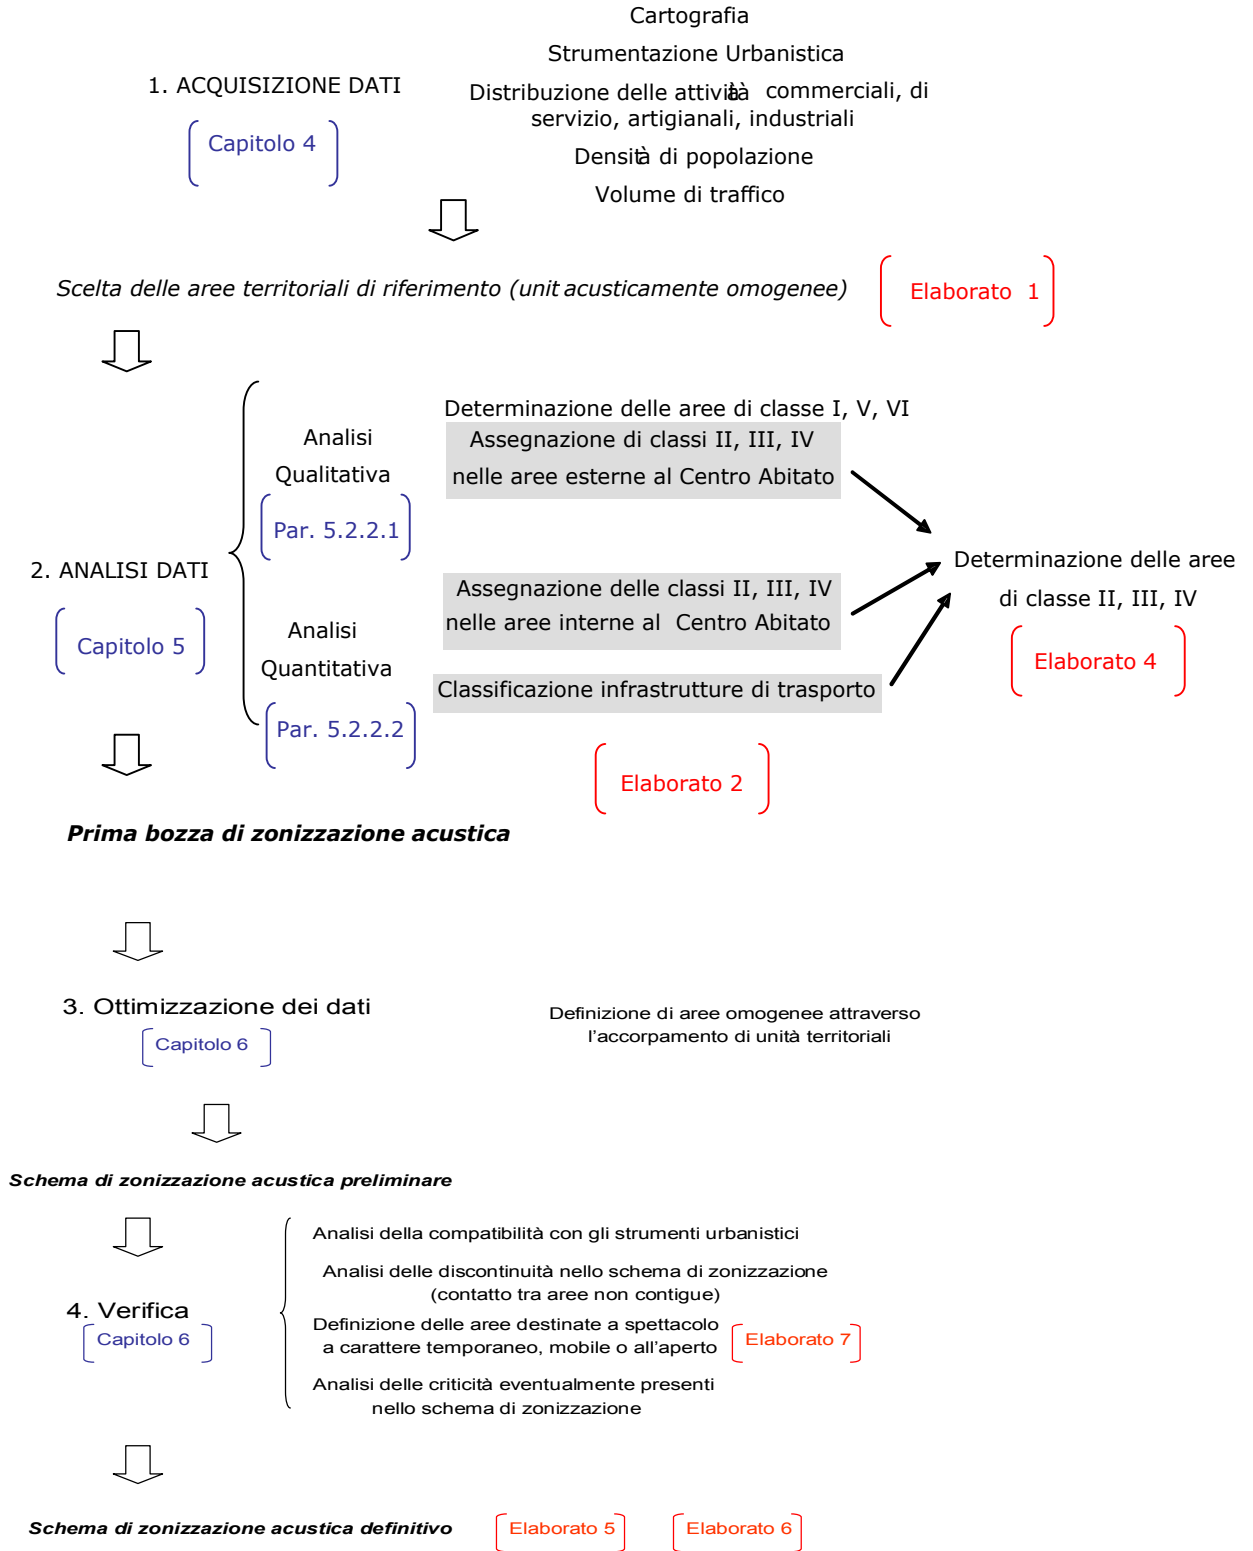 Cartografia
Strumentazione Urbanistica
1. ACQUISIZIONE DATI
Distribuzione delle attività commerciali, di
servizio, artigianali, industriali
Capitolo 4
Densità di popolazione
Volume di traffico
Scelta delle aree territoriali di riferimento (unit acusticamente omogenee)
Elaborato 1
Determinazione delle aree di classe I, V, VI
Analisi
Qualitativa
Assegnazione di classi II, III, IV
nelle aree esterne al Centro Abitato
Par. 5.2.2.1
2. ANALISI DATI
Capitolo 5
Assegnazione delle classi II, III, IV
nelle aree interne al Centro Abitato
Determinazione delle aree
di classe II, III, IV
Elaborato 4
Analisi
Quantitativa
Classificazione infrastrutture di trasporto
Par. 5.2.2.2
Elaborato 2
Prima bozza di zonizzazione acustica
3. Ottimizzazione dei dati
Capitolo 6
Definizione di aree omogenee attraverso
l'accorpamento di unità territoriali
Schema di zonizzazione acustica preliminare
Analisi della compatibilità con gli strumenti urbanistici
Analisi delle discontinuità nello schema di zonizzazione
(contatto tra aree non contigue)
4. Verifica
Capitolo 6
Definizione delle aree destinate a spettacolo
a carattere temporaneo, mobile o all'aperto
Elaborato 7
Analisi delle criticità eventualmente presenti
nello schema di zonizzazione
Schema di zonizzazione acustica definitivo
Elaborato 5
Elaborato 6